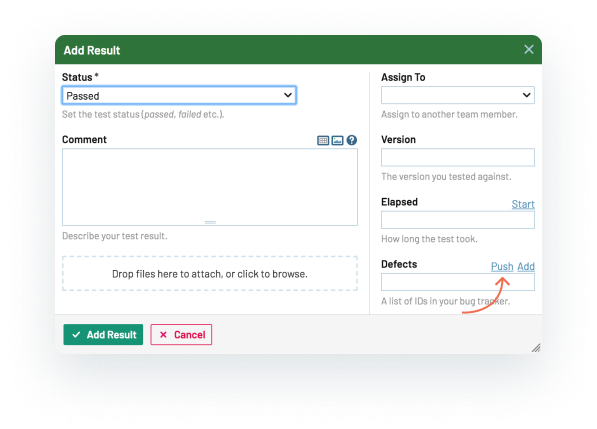 Add Result
Status *
Passed
Set the test status (passed, failed etc.).
Comment
Describe your test result.
Drop files here to attach, or click to browse.
Assign To
Assign to another team member.
Version
The version you tested against.
Elapsed Start
How long the test took.
Defects Push Add
A list of IDs in your bug tracker.
Add Result Cancel